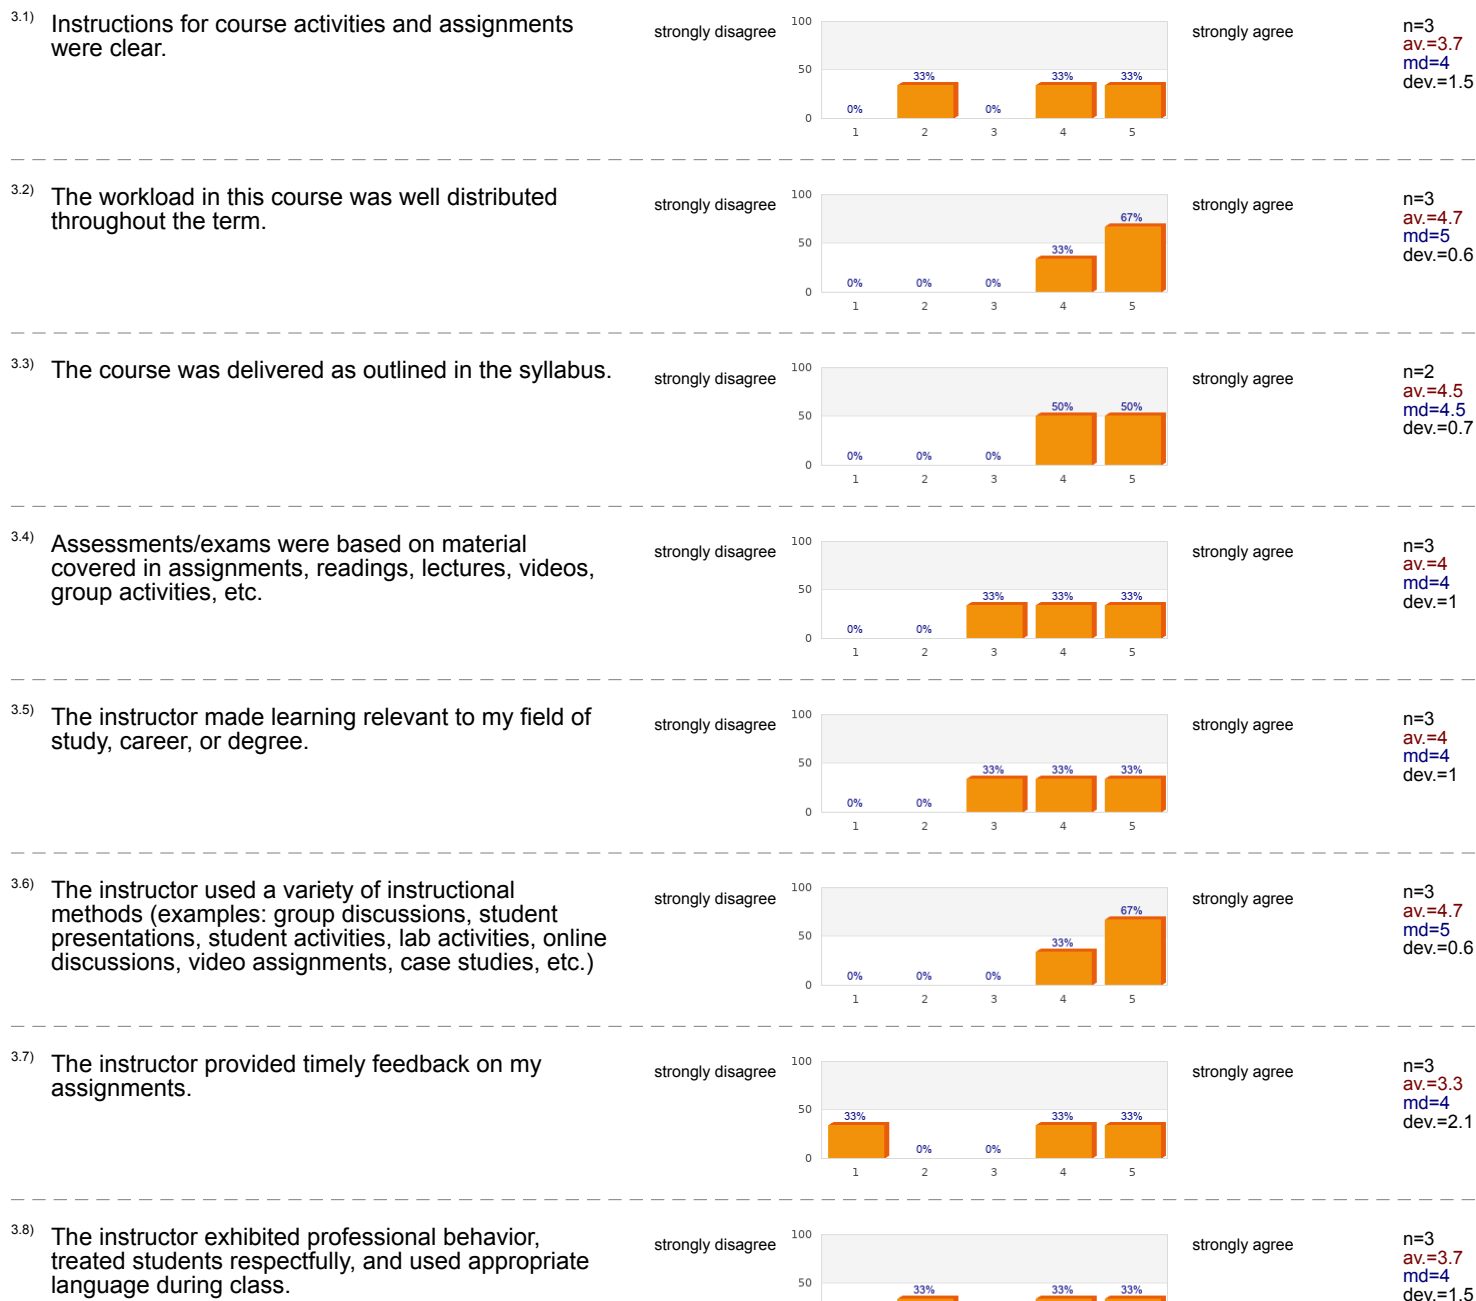 3.1) Instructions for course activities and assignments
were clear.
strongly disagree
100
50
0
0%
33%
0%
33%
33%
1 2 3 4 5
strongly agree
n=3
av.=3.7
md=4
dev.=1.5
3.2) The workload in this course was well distributed
throughout the term.
strongly disagree
100
50
0
0%
0%
0%
33%
67%
1 2 3 4 5
strongly agree
n=3
av.=4.7
md=5
dev.=0.6
3.3) The course was delivered as outlined in the syllabus.
strongly disagree
100
50
0
0%
0%
0%
50%
50%
1 2 3 4 5
strongly agree
n=2
av.=4.5
md=4.5
dev.=0.7
3.4) Assessments/exams were based on material
covered in assignments, readings, lectures, videos,
group activities, etc.
strongly disagree
100
50
0
0%
0%
33%
33%
33%
1 2 3 4 5
strongly agree
n=3
av.=4
md=4
dev.=1
3.5) The instructor made learning relevant to my field of
study, career, or degree.
strongly disagree
100
50
0
0%
0%
33%
33%
33%
1 2 3 4 5
strongly agree
n=3
av.=4
md=4
dev.=1
3.6) The instructor used a variety of instructional
methods (examples: group discussions, student
presentations, student activities, lab activities, online
discussions, video assignments, case studies, etc.)
strongly disagree
100
50
0
0%
0%
0%
33%
67%
1 2 3 4 5
strongly agree
n=3
av.=4.7
md=5
dev.=0.6
3.7) The instructor provided timely feedback on my
assignments.
strongly disagree
100
50
0
33%
0%
0%
33%
33%
1 2 3 4 5
strongly agree
n=3
av.=3.3
md=4
dev.=2.1
3.8) The instructor exhibited professional behavior,
treated students respectfully, and used appropriate
language during class.
strongly disagree
100
50
33%
33%
33%
strongly agree
n=3
av.=3.7
md=4
dev.=1.5